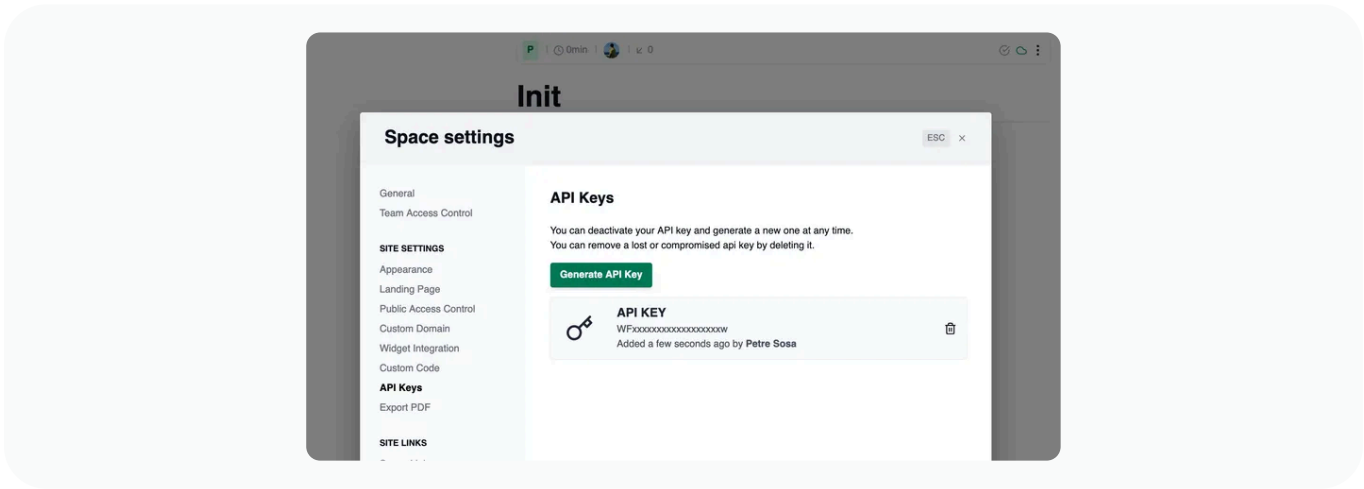 P 0min 0
Init
Space settings
ESC ×
General
Team Access Control
SITE SETTINGS
Appearance
Landing Page
Public Access Control
Custom Domain
Widget Integration
Custom Code
API Keys
Export PDF
SITE LINKS
API Keys
You can deactivate your API key and generate a new one at any time.
You can remove a lost or compromised api key by deleting it.
Generate API Key
API KEY
WFxxxxxxxxxxxxxxxxxxw
Added a few seconds ago by Petre Sosa